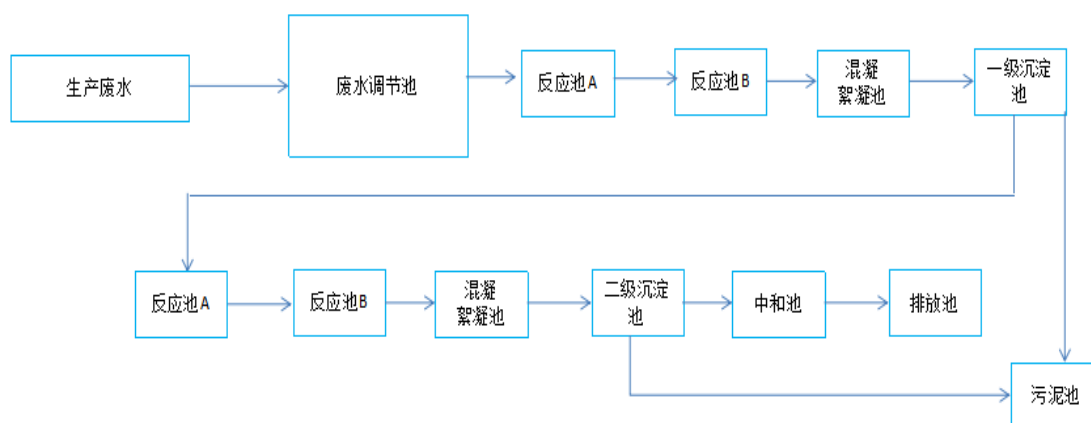 生产废水
废水调节池
反应池A
反应池B
混凝
絮凝池
一级沉淀
池
反应池A
反应池B
混凝
絮凝池
二级沉淀
池
中和池
排放池
污泥池